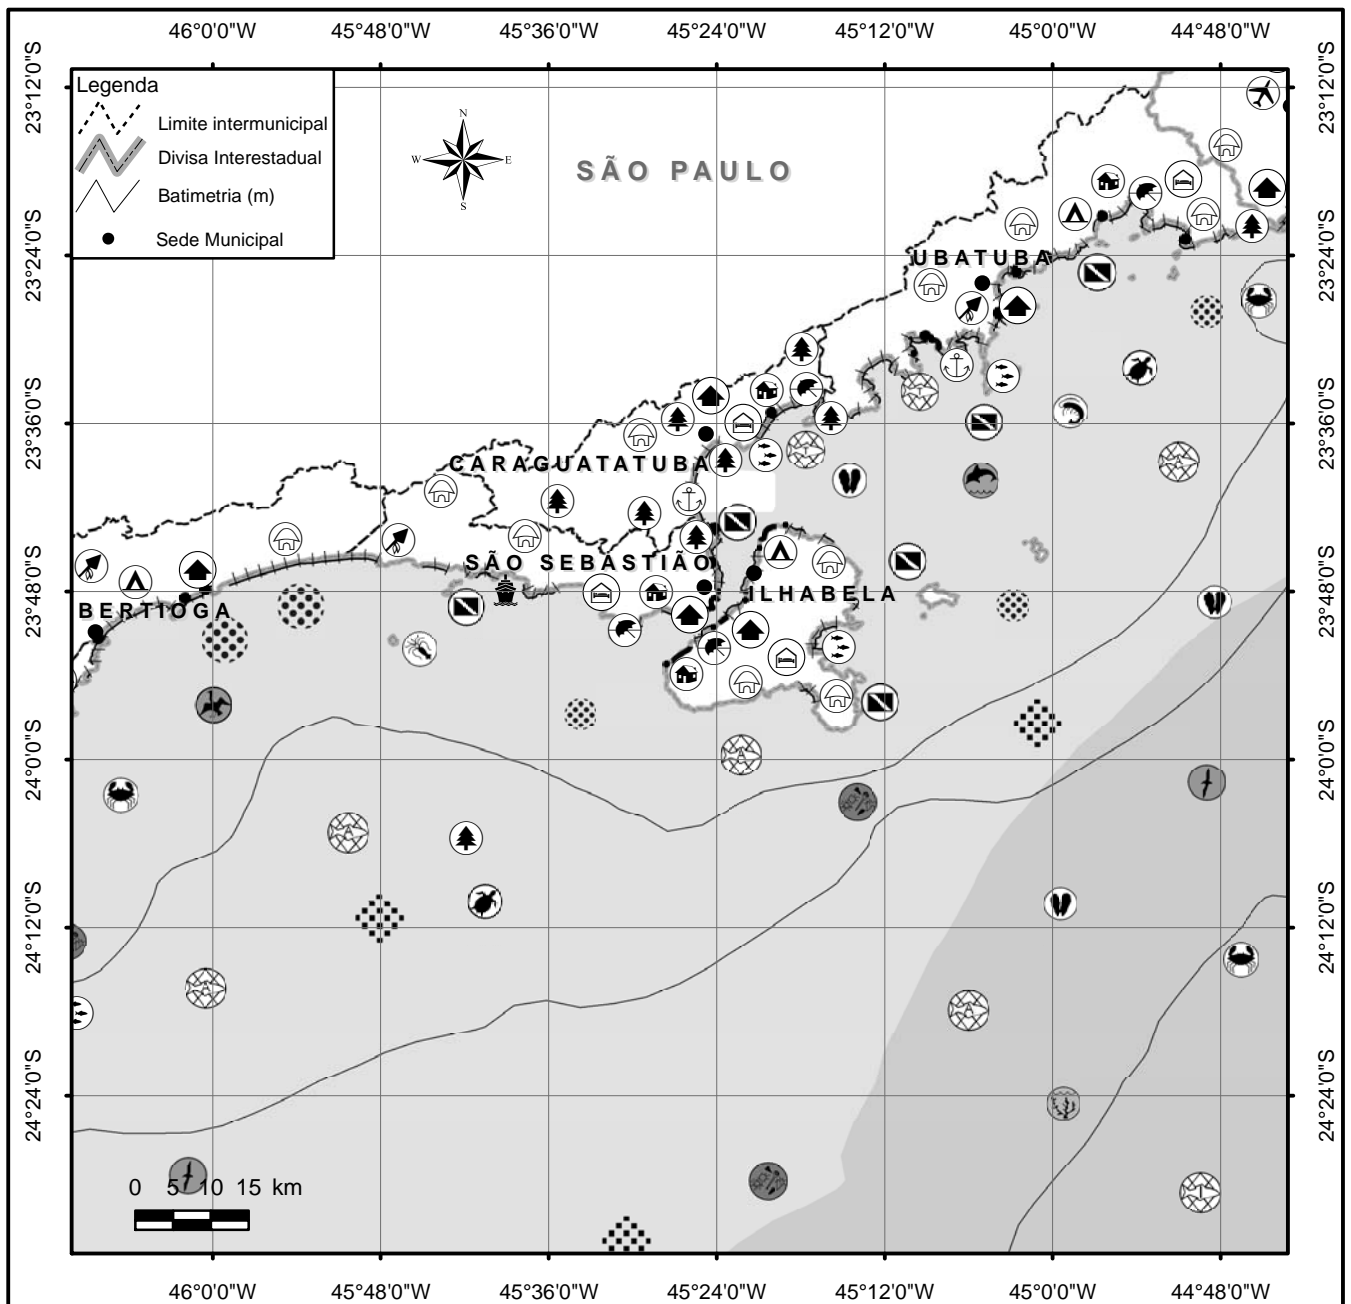 46°0'0"W 45°48'0"W 45°36'0"W 45°24'0"W 45°12'0"W 45°0'0"W 44°48'0"W
23°12'0"S
23°12'0"S
Legenda
Limite intermunicipal
Divisa Interestadual
Batimetria (m)
Sede Municipal
N
W E
S
SÃO PAULO
23°24'0"S
23°24'0"S
UBATUBA
23°36'0"S
23°36'0"S
CARAGUATATUBA
SÃO SEBASTIÃO
23°48'0"S
23°48'0"S
ILHABELA
BERTIOGA
24°0'0"S
24°0'0"S
24°12'0"S
24°12'0"S
24°24'0"S
24°24'0"S
0 5 10 15 km
46°0'0"W 45°48'0"W 45°36'0"W 45°24'0"W 45°12'0"W 45°0'0"W 44°48'0"W